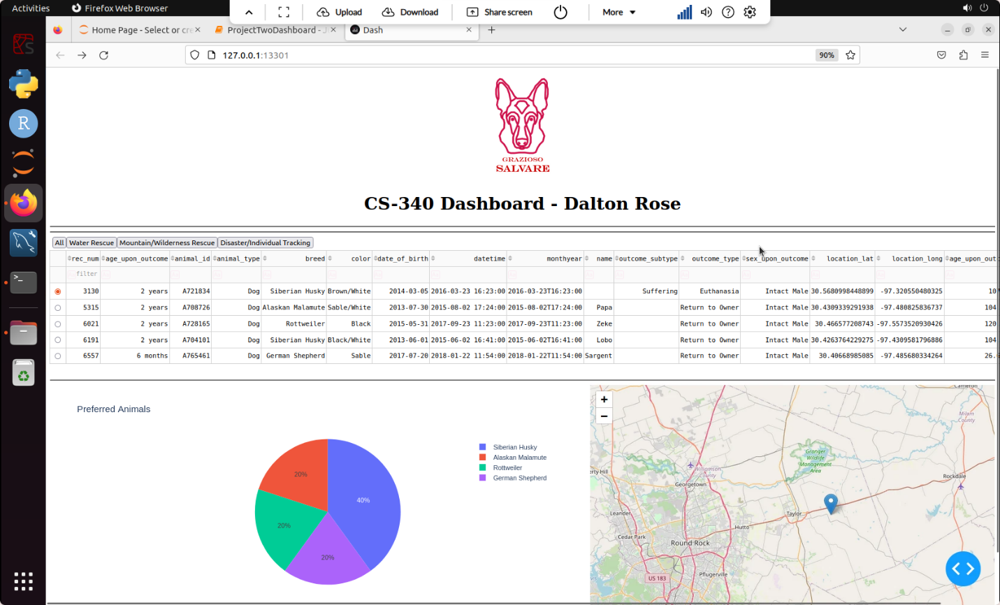 Activities Firefox Web Browser
Upload Download Share screen More
Home Page - Select or cre ProjectTwoDashboard - J Dash
127.0.0.1:13301 90%
GRAZIOSO
SALVARE
CS-340 Dashboard - Dalton Rose
All Water Rescue Mountain/Wilderness Rescue Disaster/Individual Tracking
rec_num age_upon_outcome animal_id animal_type breed color date_of_birth datetime monthyear name outcome_subtype outcome_type sex_upon_outcome location_lat location_long age_upon_out
filter
3130 2 years A721834 Dog Siberian Husky Brown/White 2014-03-05 2016-03-23 16:23:00 2016-03-23T16:23:00 Suffering Euthanasia Intact Male 30.5680998448899 -97.320550480325 10
5315 2 years A708726 Dog Alaskan Malamute Sable/White 2013-07-30 2015-08-02 17:24:00 2015-08-02T17:24:00 Papa Return to Owner Intact Male 30.4309339291938 -97.480825836737 104
6021 2 years A728165 Dog Rottweiler Black 2015-05-31 2017-09-23 11:23:00 2017-09-23T11:23:00 Zeke Return to Owner Intact Male 30.466577208743 -97.5573520930426 120
6191 2 years A704101 Dog Siberian Husky Black/White 2013-06-01 2015-06-02 16:41:00 2015-06-02T16:41:00 Lobo Return to Owner Intact Male 30.4263764229275 -97.4309581796886 104
6557 6 months A765461 Dog German Shepherd Sable 2017-07-20 2018-01-22 11:54:00 2018-01-22T11:54:00 Sargent Return to Owner Intact Male 30.40668985085 -97.485680334264 26.
Preferred Animals
Siberian Husky
Alaskan Malamute
Rottweiler
German Shepherd
20%
40%
20%
20%
+
−
Cameron
Milam
County
Granger
Wildlife
Management
Area
Williamson
County
erty Hill
Georgetown
Rockdale
Leander
Taylor
Hutto
Cedar Park
Round Rock
Pflugerville
US 183